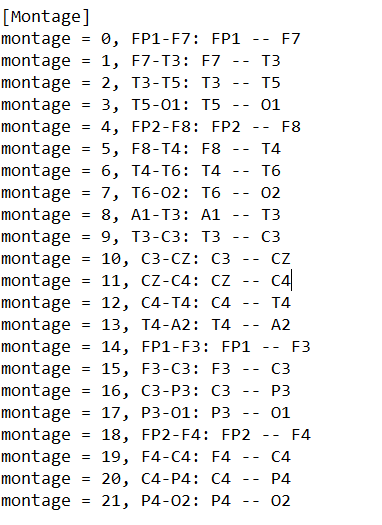 [Montage]
montage = 0, FP1-F7: FP1 -- F7
montage = 1, F7-T3: F7 -- T3
montage = 2, T3-T5: T3 -- T5
montage = 3, T5-O1: T5 -- O1
montage = 4, FP2-F8: FP2 -- F8
montage = 5, F8-T4: F8 -- T4
montage = 6, T4-T6: T4 -- T6
montage = 7, T6-O2: T6 -- O2
montage = 8, A1-T3: A1 -- T3
montage = 9, T3-C3: T3 -- C3
montage = 10, C3-CZ: C3 -- CZ
montage = 11, CZ-C4: CZ -- C4
montage = 12, C4-T4: C4 -- T4
montage = 13, T4-A2: T4 -- A2
montage = 14, FP1-F3: FP1 -- F3
montage = 15, F3-C3: F3 -- C3
montage = 16, C3-P3: C3 -- P3
montage = 17, P3-O1: P3 -- O1
montage = 18, FP2-F4: FP2 -- F4
montage = 19, F4-C4: F4 -- C4
montage = 20, C4-P4: C4 -- P4
montage = 21, P4-O2: P4 -- O2